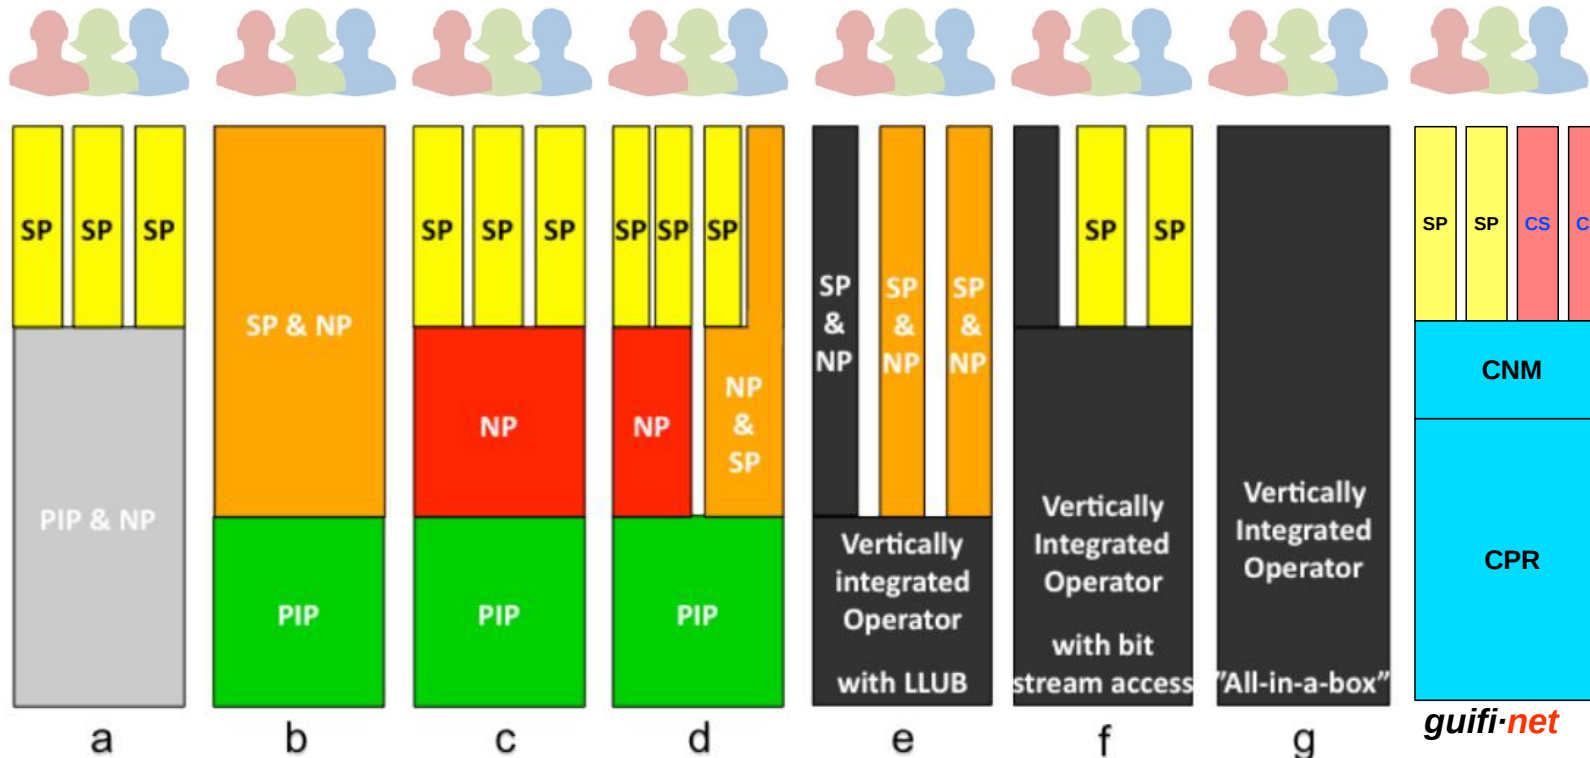 SP SP SP
PIP & NP
a
SP & NP
PIP
b
SP SP SP
NP
PIP
c
SP SP SP
NP
NP
&
SP
PIP
d
SP
&
NP
SP
&
NP
SP
&
NP
Vertically
integrated
Operator
with LLUB
e
SP SP
Vertically
Integrated
Operator
with bit
stream access
f
Vertically
Integrated
Operator
"All-in-a-box"
g
SP SP CS
CNM
CPR
guifi·net